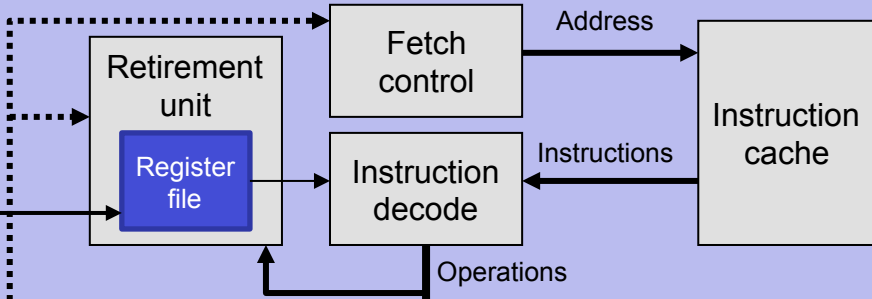 Fetch
control
Address
Retirement
unit
Instruction
cache
Register
file
Instruction
decode
Instructions
Operations